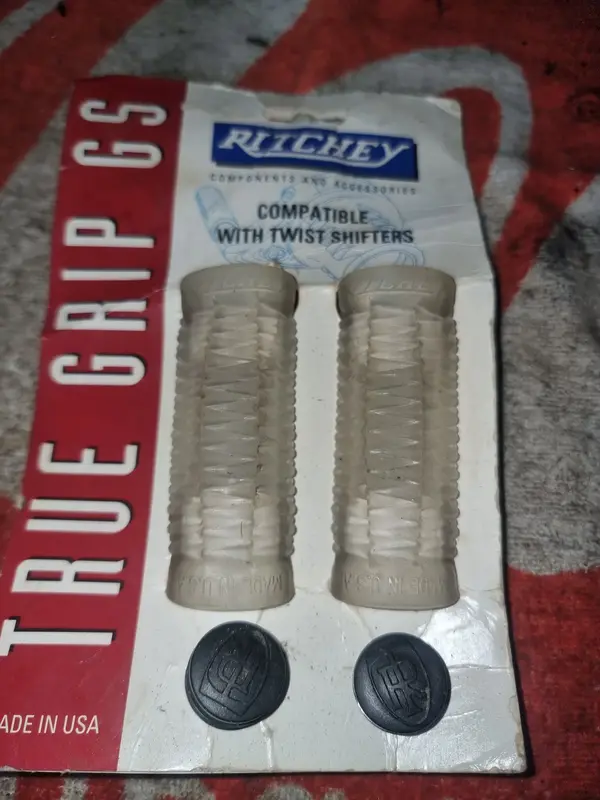 TRUE GRIP GS
RITCHEY
COMPONENTS AND ACCESSORIES
COMPATIBLE
WITH TWIST SHIFTERS
ADE IN USA